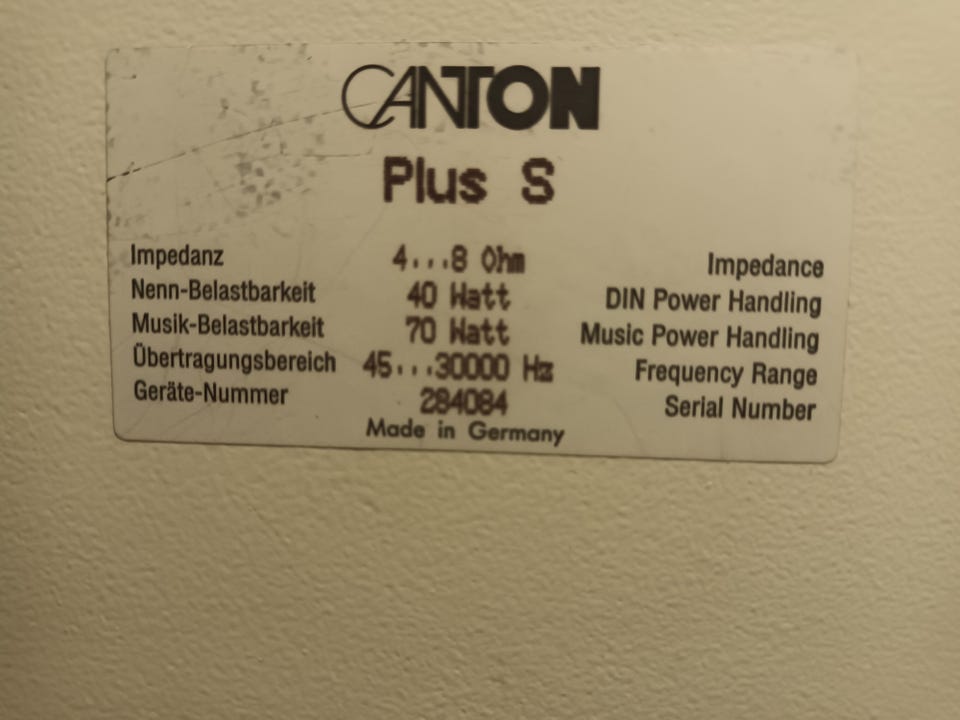 CANTON
Plus S
Impedanz 4...8 Ohm Impedance
Nenn-Belastbarkeit 40 Watt DIN Power Handling
Musik-Belastbarkeit 70 Watt Music Power Handling
Übertragungsbereich 45...30000 Hz Frequency Range
Geräte-Nummer 284084 Serial Number
Made in Germany